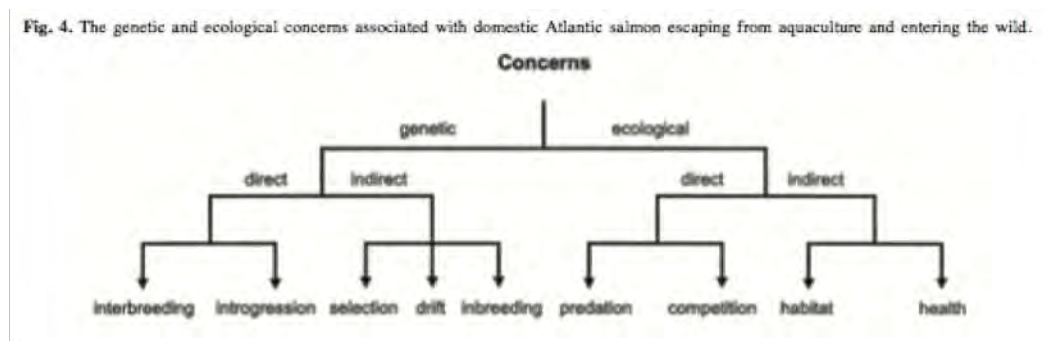 Fig. 4. The genetic and ecological concerns associated with domestic Atlantic salmon escaping from aquaculture and entering the wild.
Concerns
genetic ecological
direct indirect direct indirect
interbreeding introgression selection drift inbreeding predation competition habitat health